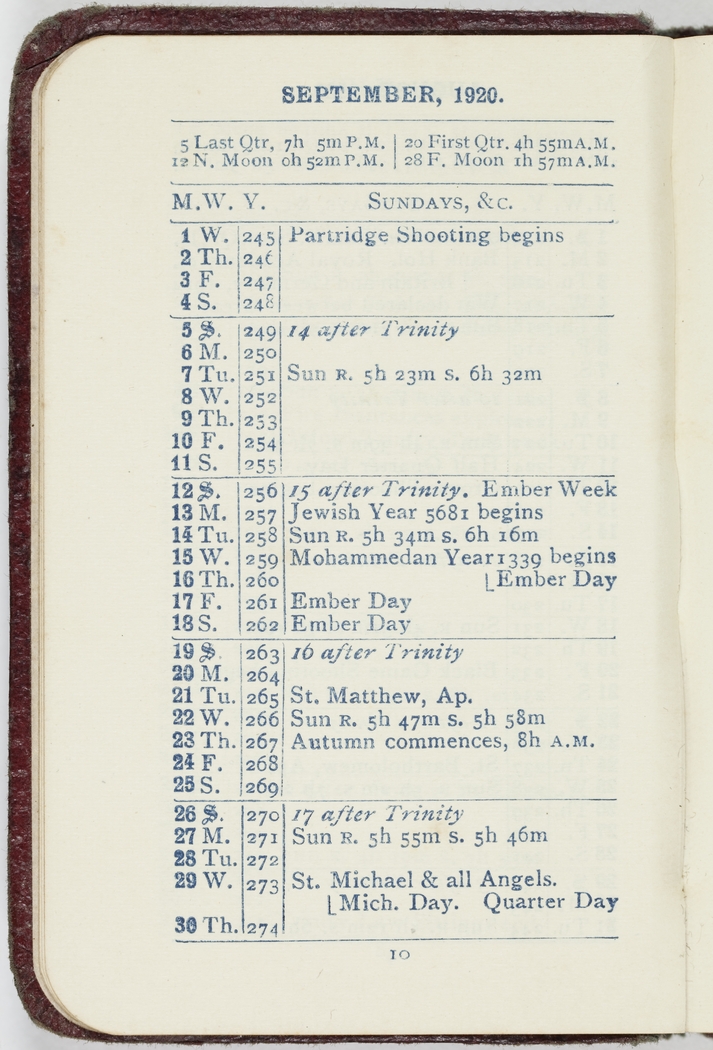 SEPTEMBER, 1920.
5 Last Qtr, 7h 5m P.M. | 20 First Qtr. 4h 55m A.M.
12 N. Moon 0h 52m P.M. | 28 F. Moon 1h 57m A.M.
M. W. Y. SUNDAYS, &c.
1 W. 245 Partridge Shooting begins
2 Th. 246
3 F. 247
4 S. 248
5 S. 249 14 after Trinity
6 M. 250
7 Tu. 251 Sun R. 5h 23m S. 6h 32m
8 W. 252
9 Th. 253
10 F. 254
11 S. 255
12 S. 256 15 after Trinity. Ember Week
13 M. 257 Jewish Year 5681 begins
14 Tu. 258 Sun R. 5h 34m S. 6h 16m
15 W. 259 Mohammedan Year 1339 begins
16 Th. 260 [Ember Day
17 F. 261 Ember Day
18 S. 262 Ember Day
19 S 263 16 after Trinity
20 M. 264
21 Tu. 265 St. Matthew, Ap.
22 W. 266 Sun R. 5h 47m S. 5h 58m
23 Th. 267 Autumn commences, 8h A.M.
24 F. 268
25 S. 269
26 S. 270 17 after Trinity
27 M. 271 Sun R. 5h 55m S. 5h 46m
28 Tu. 272
29 W. 273 St. Michael & all Angels.
[Mich. Day. Quarter Day
30 Th. 274
10